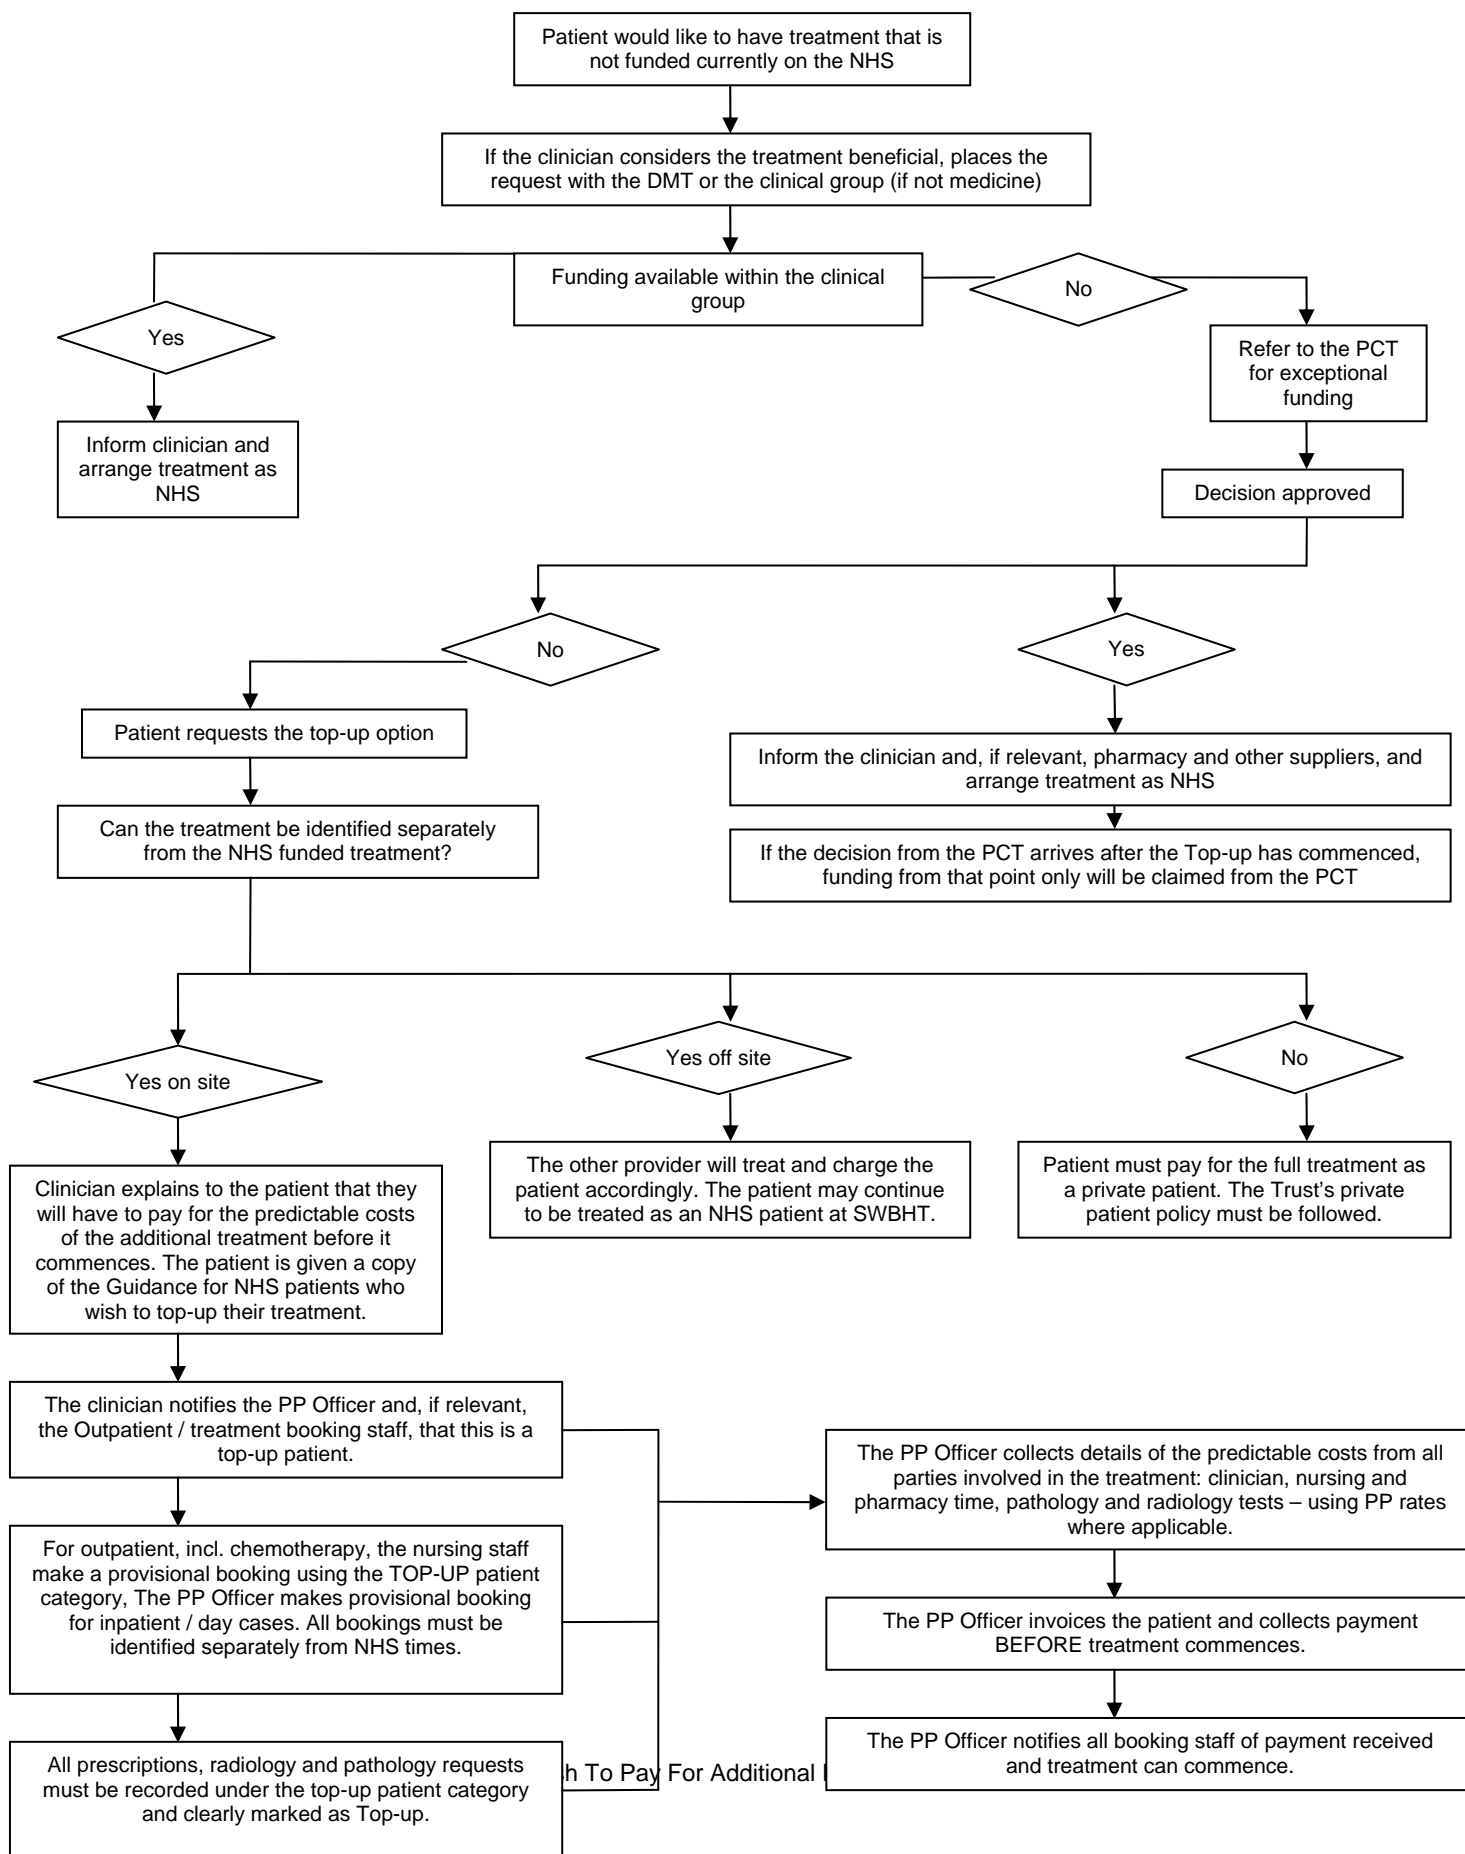 Patient would like to have treatment that is
not funded currently on the NHS
If the clinician considers the treatment beneficial, places the
request with the DMT or the clinical group (if not medicine)
Funding available within the clinical
group
No
Yes
Refer to the PCT
for exceptional
funding
Inform clinician and
arrange treatment as
NHS
Decision approved
No
Yes
Patient requests the top-up option
Inform the clinician and, if relevant, pharmacy and other suppliers, and
arrange treatment as NHS
Can the treatment be identified separately
from the NHS funded treatment?
If the decision from the PCT arrives after the Top-up has commenced,
funding from that point only will be claimed from the PCT
Yes on site
Yes off site
No
Clinician explains to the patient that they
will have to pay for the predictable costs
of the additional treatment before it
commences. The patient is given a copy
of the Guidance for NHS patients who
wish to top-up their treatment.
The other provider will treat and charge the
patient accordingly. The patient may continue
to be treated as an NHS patient at SWBHT.
Patient must pay for the full treatment as
a private patient. The Trust’s private
patient policy must be followed.
The clinician notifies the PP Officer and, if relevant,
the Outpatient / treatment booking staff, that this is a
top-up patient.
The PP Officer collects details of the predictable costs from all
parties involved in the treatment: clinician, nursing and
pharmacy time, pathology and radiology tests – using PP rates
where applicable.
For outpatient, incl. chemotherapy, the nursing staff
make a provisional booking using the TOP-UP patient
category, The PP Officer makes provisional booking
for inpatient / day cases. All bookings must be
identified separately from NHS times.
The PP Officer invoices the patient and collects payment
BEFORE treatment commences.
All prescriptions, radiology and pathology requests
must be recorded under the top-up patient category
and clearly marked as Top-up.
The PP Officer notifies all booking staff of payment received
and treatment can commence.
To Pay For Additional